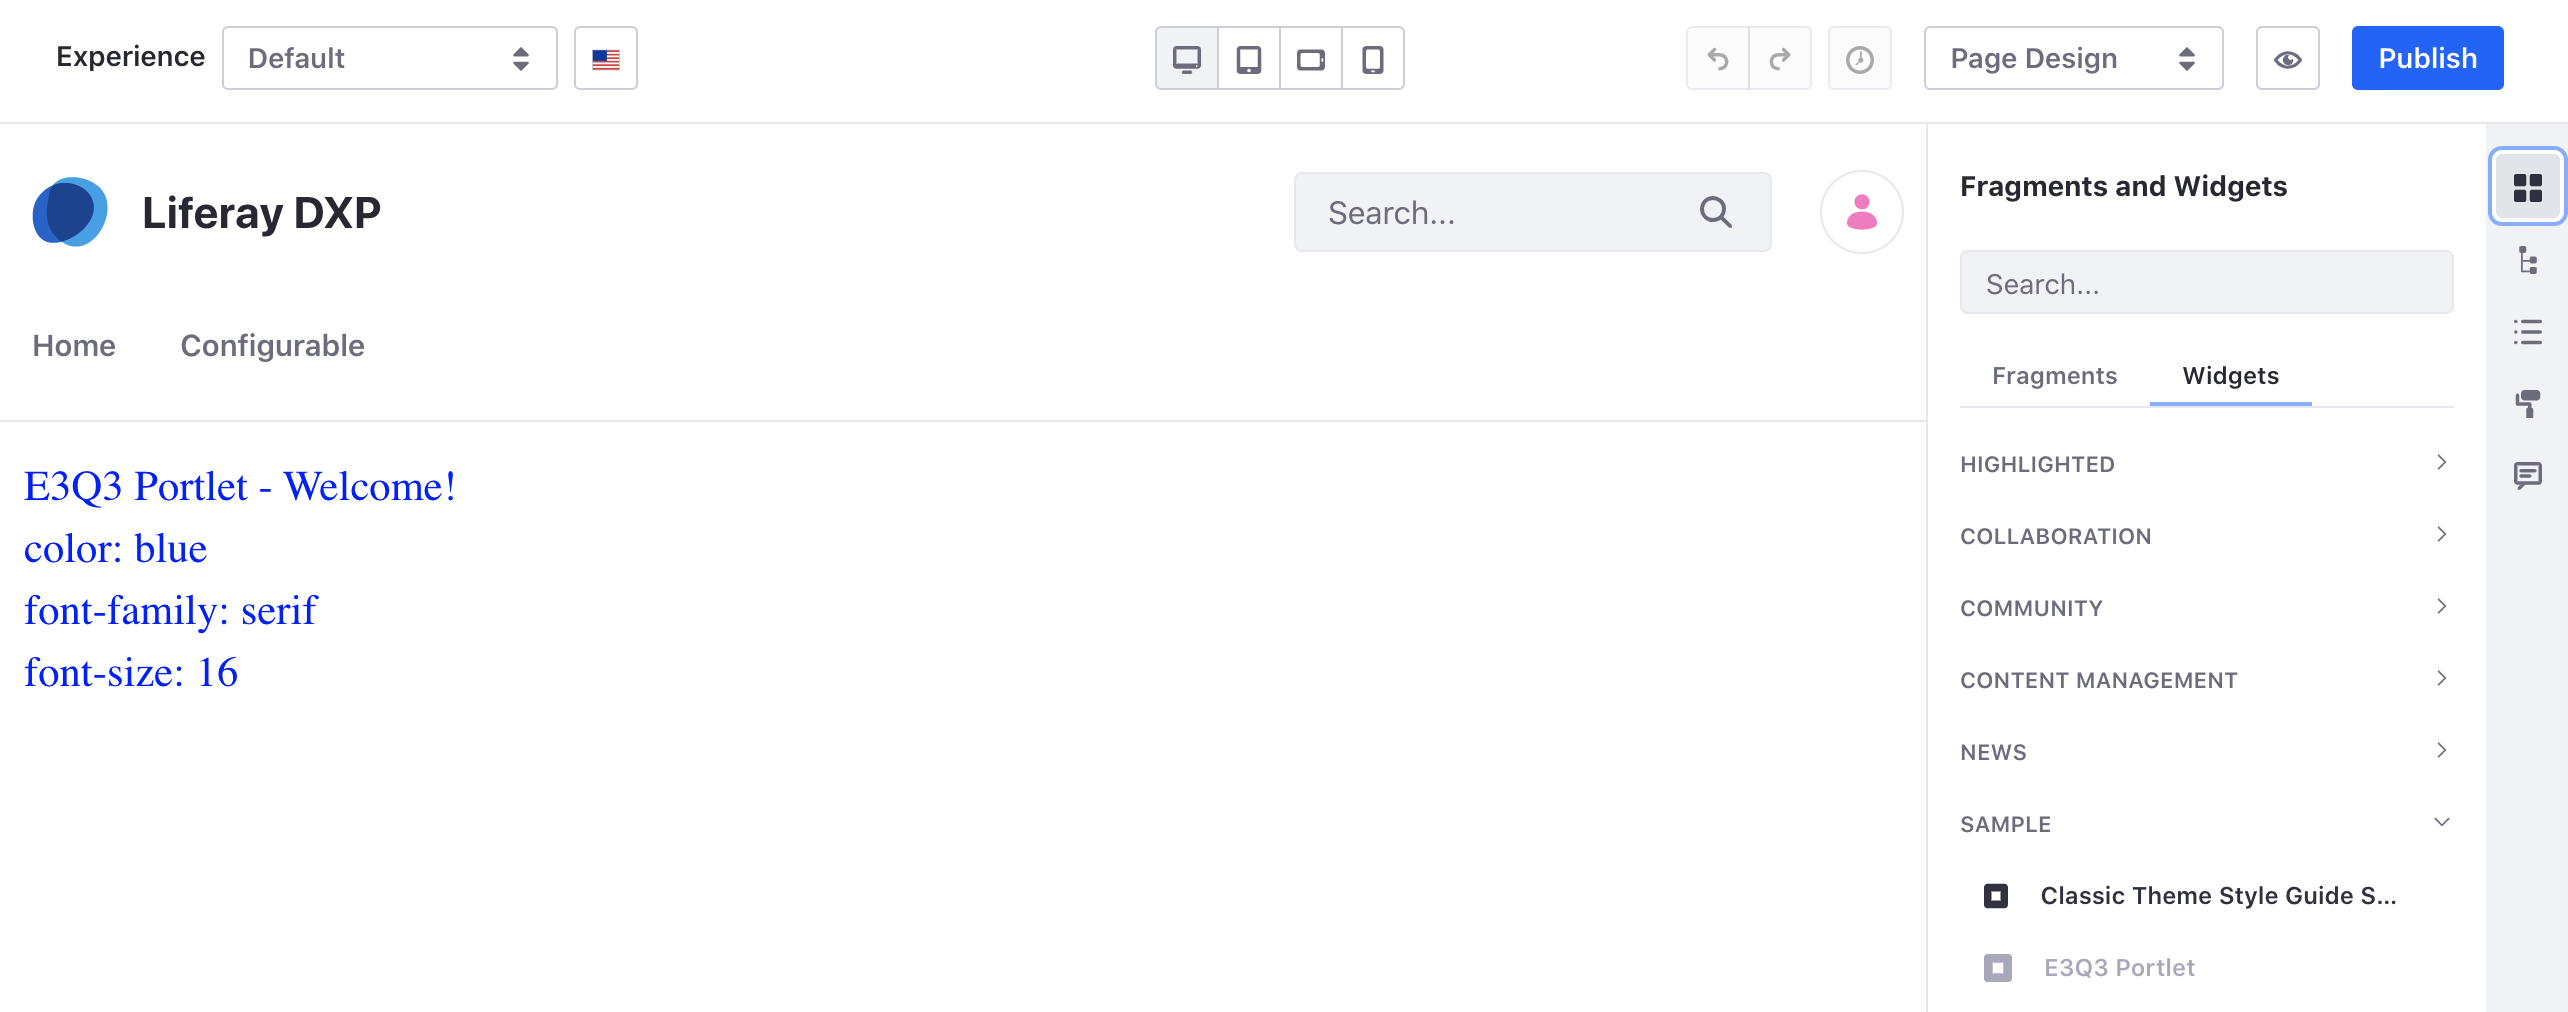 Experience Default Page Design Publish
Liferay DXP Search...
Home Configurable
E3Q3 Portlet - Welcome!
color: blue
font-family: serif
font-size: 16
Fragments and Widgets
Search...
Fragments Widgets
HIGHLIGHTED
COLLABORATION
COMMUNITY
CONTENT MANAGEMENT
NEWS
SAMPLE
Classic Theme Style Guide S...
E3Q3 Portlet